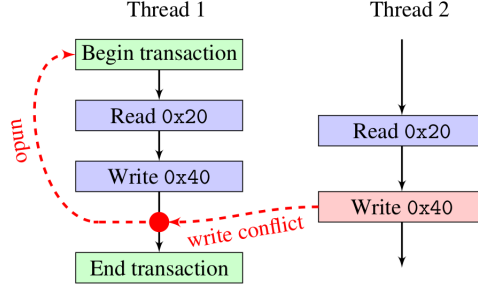 Thread 1
Thread 2
Begin transaction
Read 0x20
Read 0x20
Write 0x40
Write 0x40
undo
write conflict
End transaction